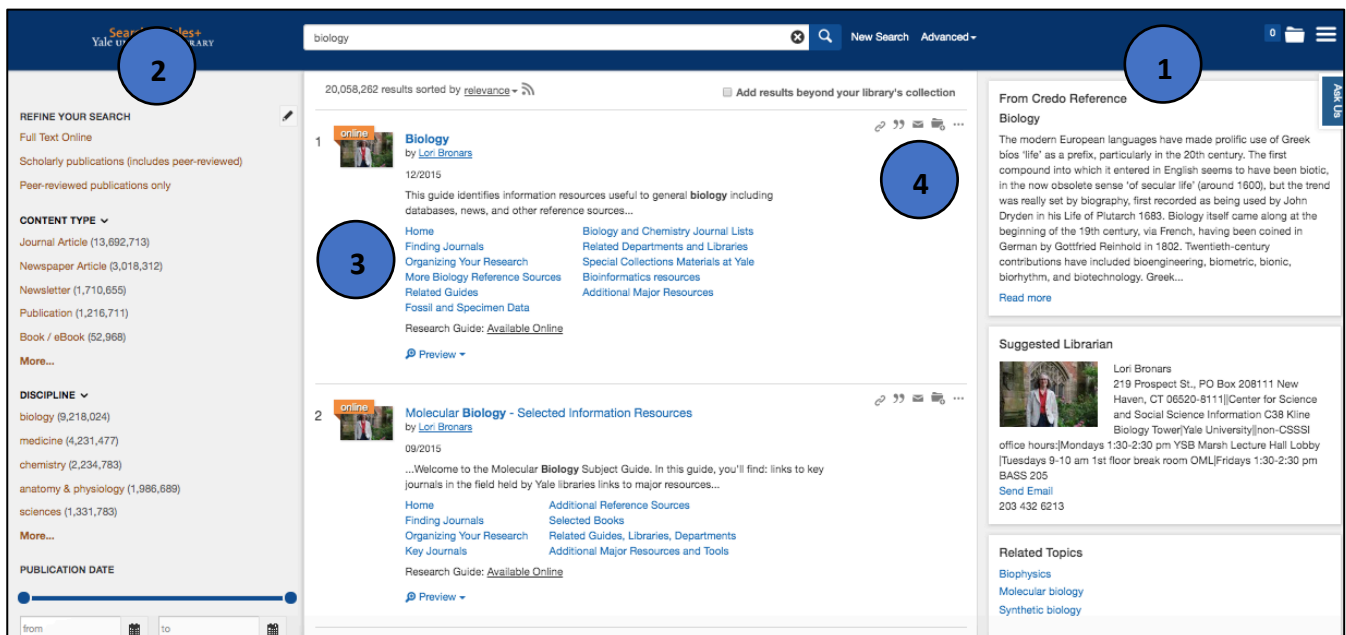 Yale
ARY
2
biology
New Search Advanced
1
0
Ask Us
20,058,262 results sorted by relevance
Add results beyond your library's collection
REFINE YOUR SEARCH
Full Text Online
Scholarly publications (includes peer-reviewed)
Peer-reviewed publications only
CONTENT TYPE
Journal Article (13,692,713)
Newspaper Article (3,018,312)
Newsletter (1,710,655)
Publication (1,216,711)
Book / eBook (52,968)
More...
DISCIPLINE
biology (9,218,024)
medicine (4,231,477)
chemistry (2,234,783)
anatomy & physiology (1,986,689)
sciences (1,331,783)
More...
PUBLICATION DATE
from to
1 online Biology
by Lori Bronars
12/2015
4
This guide identifies information resources useful to general biology including
databases, news, and other reference sources...
3
Home Biology and Chemistry Journal Lists
Finding Journals Related Departments and Libraries
Organizing Your Research Special Collections Materials at Yale
More Biology Reference Sources Bioinformatics resources
Related Guides Additional Major Resources
Fossil and Specimen Data
Research Guide: Available Online
Preview
2 online Molecular Biology - Selected Information Resources
by Lori Bronars
09/2015
...Welcome to the Molecular Biology Subject Guide. In this guide, you'll find: links to key
journals in the field held by Yale libraries links to major resources...
Home Additional Reference Sources
Finding Journals Selected Books
Organizing Your Research Related Guides, Libraries, Departments
Key Journals Additional Major Resources and Tools
Research Guide: Available Online
Preview
From Credo Reference
Biology
The modern European languages have made prolific use of Greek
bíos 'life' as a prefix, particularly in the 20th century. The first
compound into which it entered in English seems to have been biotic,
in the now obsolete sense 'of secular life' (around 1600), but the trend
was really set by biography, first recorded as being used by John
Dryden in his Life of Plutarch 1683. Biology itself came along at the
beginning of the 19th century, via French, having been coined in
German by Gottfried Reinhold in 1802. Twentieth-century
contributions have included bioengineering, biometric, bionic,
biorhythm, and biotechnology. Greek...
Read more
Suggested Librarian
Lori Bronars
219 Prospect St., PO Box 208111 New
Haven, CT 06520-8111||Center for Science
and Social Science Information C38 Kline
Biology Tower|Yale University||non-CSSSI
office hours:|Mondays 1:30-2:30 pm YSB Marsh Lecture Hall Lobby
|Tuesdays 9-10 am 1st floor break room OML|Fridays 1:30-2:30 pm
BASS 205
Send Email
203 432 6213
Related Topics
Biophysics
Molecular biology
Synthetic biology